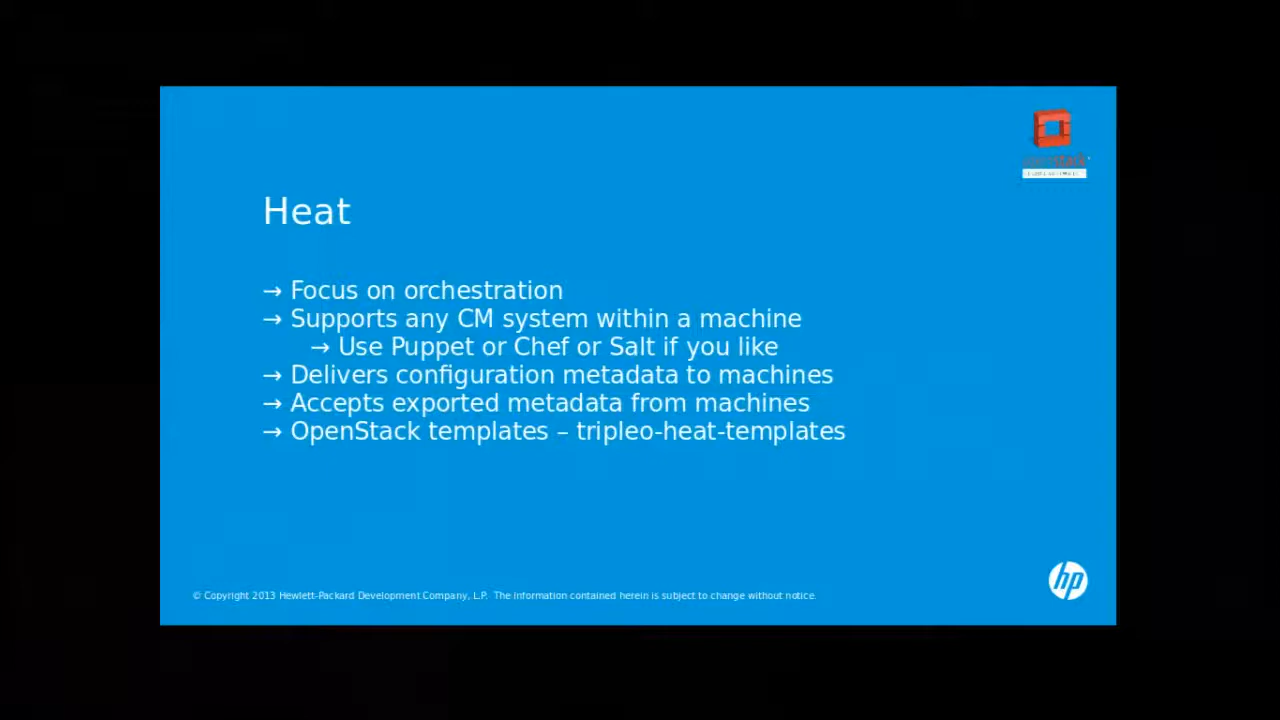 openstack
Heat
→ Focus on orchestration
→ Supports any CM system within a machine
→ Use Puppet or Chef or Salt if you like
→ Delivers configuration metadata to machines
→ Accepts exported metadata from machines
→ OpenStack templates – tripleo-heat-templates
hp
© Copyright 2013 Hewlett-Packard Development Company, L.P. The information contained herein is subject to change without notice.